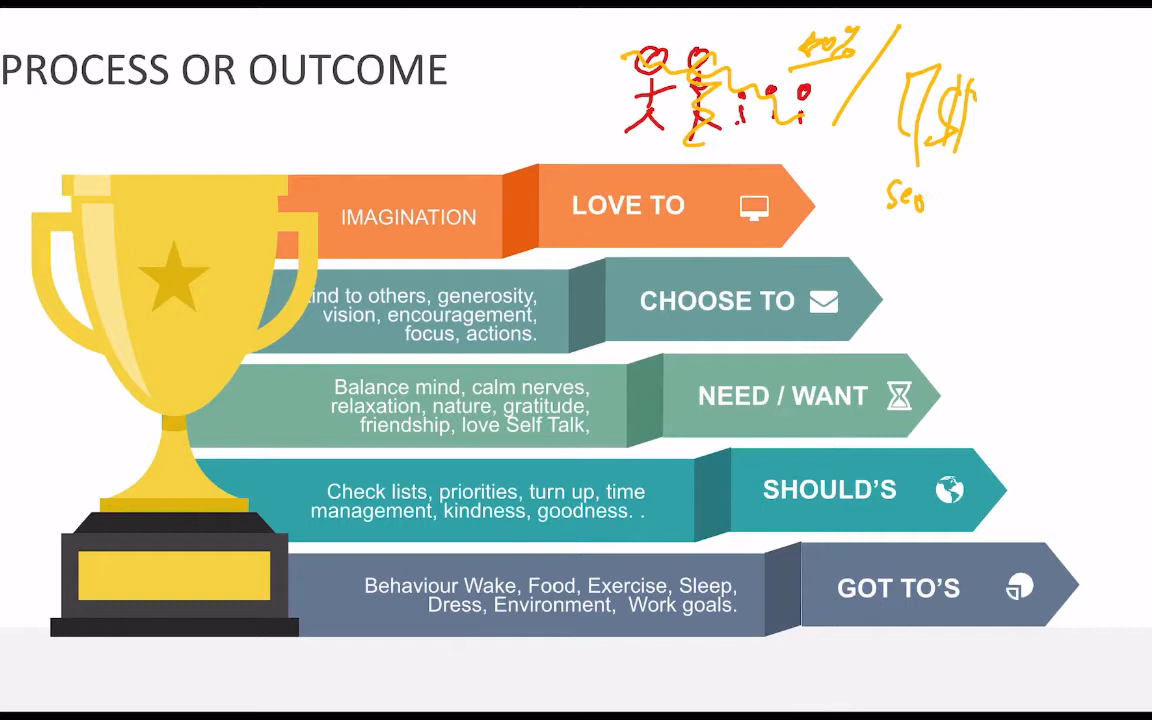 PROCESS OR OUTCOME
IMAGINATION
LOVE TO
ind to others, generosity,
vision, encouragement,
focus, actions.
CHOOSE TO
Balance mind, calm nerves,
relaxation, nature, gratitude,
friendship, love Self Talk,
NEED / WANT
Check lists, priorities, turn up, time
management, kindness, goodness. .
SHOULD'S
Behaviour Wake, Food, Exercise, Sleep,
Dress, Environment,  Work goals.
GOT TO'S